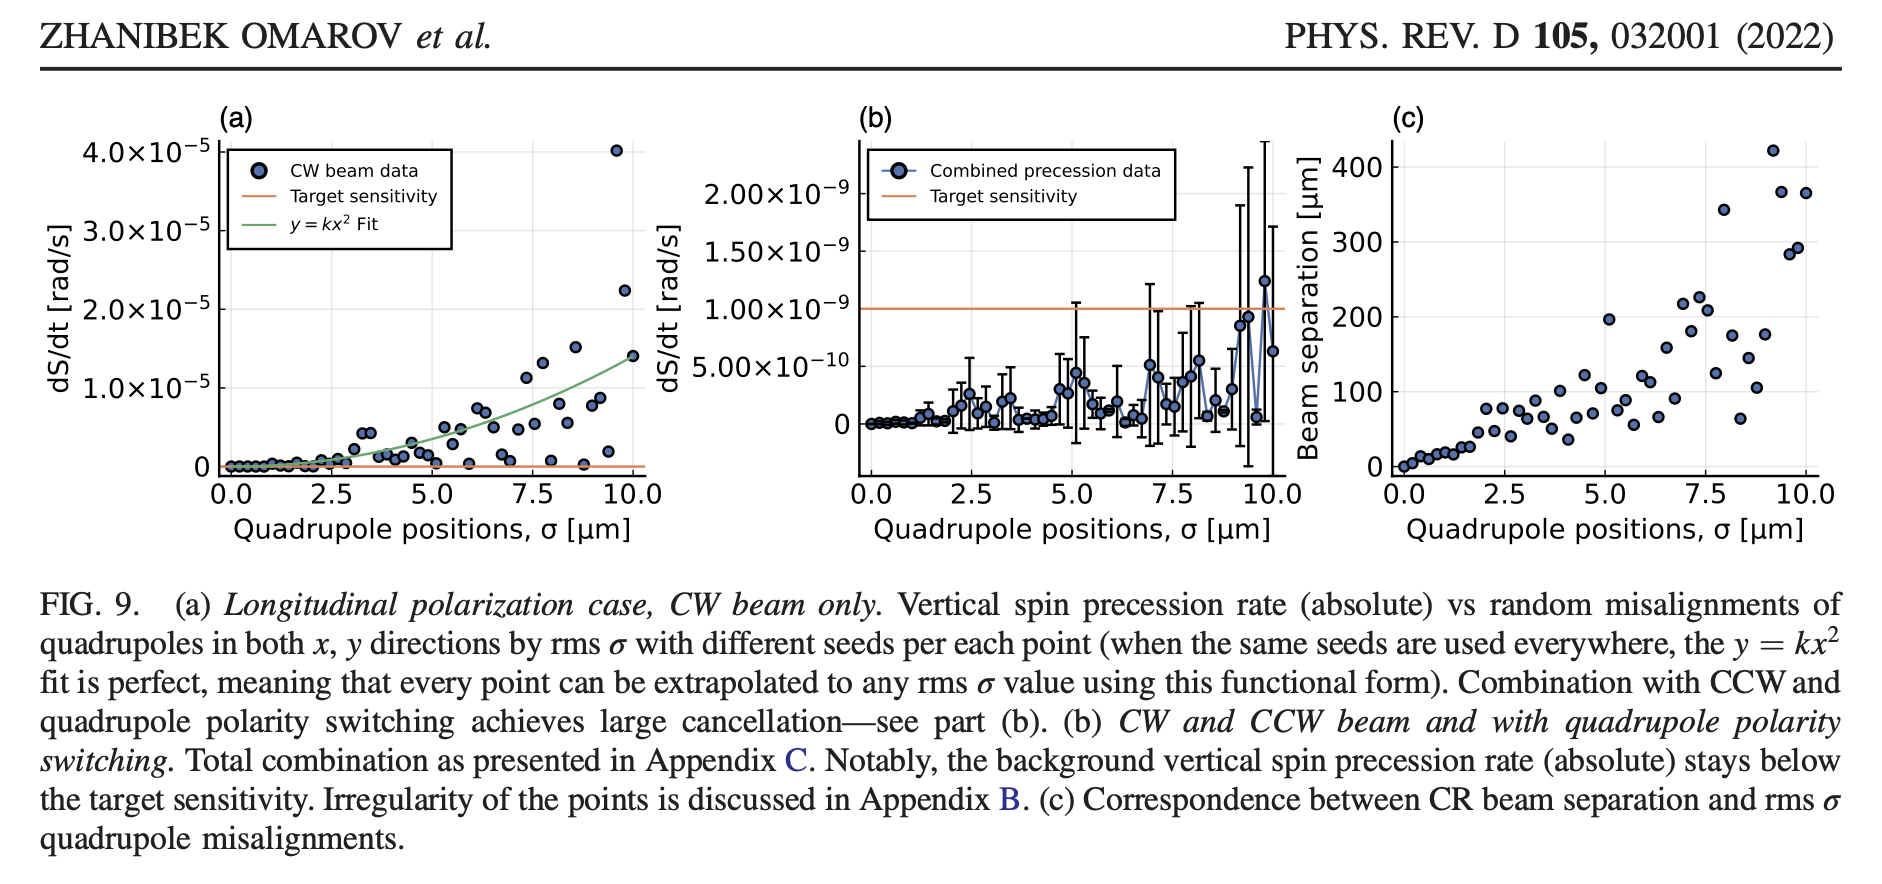 ZHANIBEK OMAROV et al.
PHYS. REV. D 105, 032001 (2022)
(a)
4.0×10⁻⁵
3.0×10⁻⁵
2.0×10⁻⁵
1.0×10⁻⁵
0
dS/dt [rad/s]
CW beam data
Target sensitivity
y = kx² Fit
0.0 2.5 5.0 7.5 10.0
Quadrupole positions, σ [μm]
(b)
2.00×10⁻⁹
1.50×10⁻⁹
1.00×10⁻⁹
5.00×10⁻¹⁰
0
dS/dt [rad/s]
Combined precession data
Target sensitivity
0.0 2.5 5.0 7.5 10.0
Quadrupole positions, σ [μm]
(c)
400
300
200
100
0
Beam separation [μm]
0.0 2.5 5.0 7.5 10.0
Quadrupole positions, σ [μm]
FIG. 9. (a) Longitudinal polarization case, CW beam only. Vertical spin precession rate (absolute) vs random misalignments of
quadrupoles in both x, y directions by rms σ with different seeds per each point (when the same seeds are used everywhere, the y = kx²
fit is perfect, meaning that every point can be extrapolated to any rms σ value using this functional form). Combination with CCW and
quadrupole polarity switching achieves large cancellation—see part (b). (b) CW and CCW beam and with quadrupole polarity
switching. Total combination as presented in Appendix C. Notably, the background vertical spin precession rate (absolute) stays below
the target sensitivity. Irregularity of the points is discussed in Appendix B. (c) Correspondence between CR beam separation and rms σ
quadrupole misalignments.